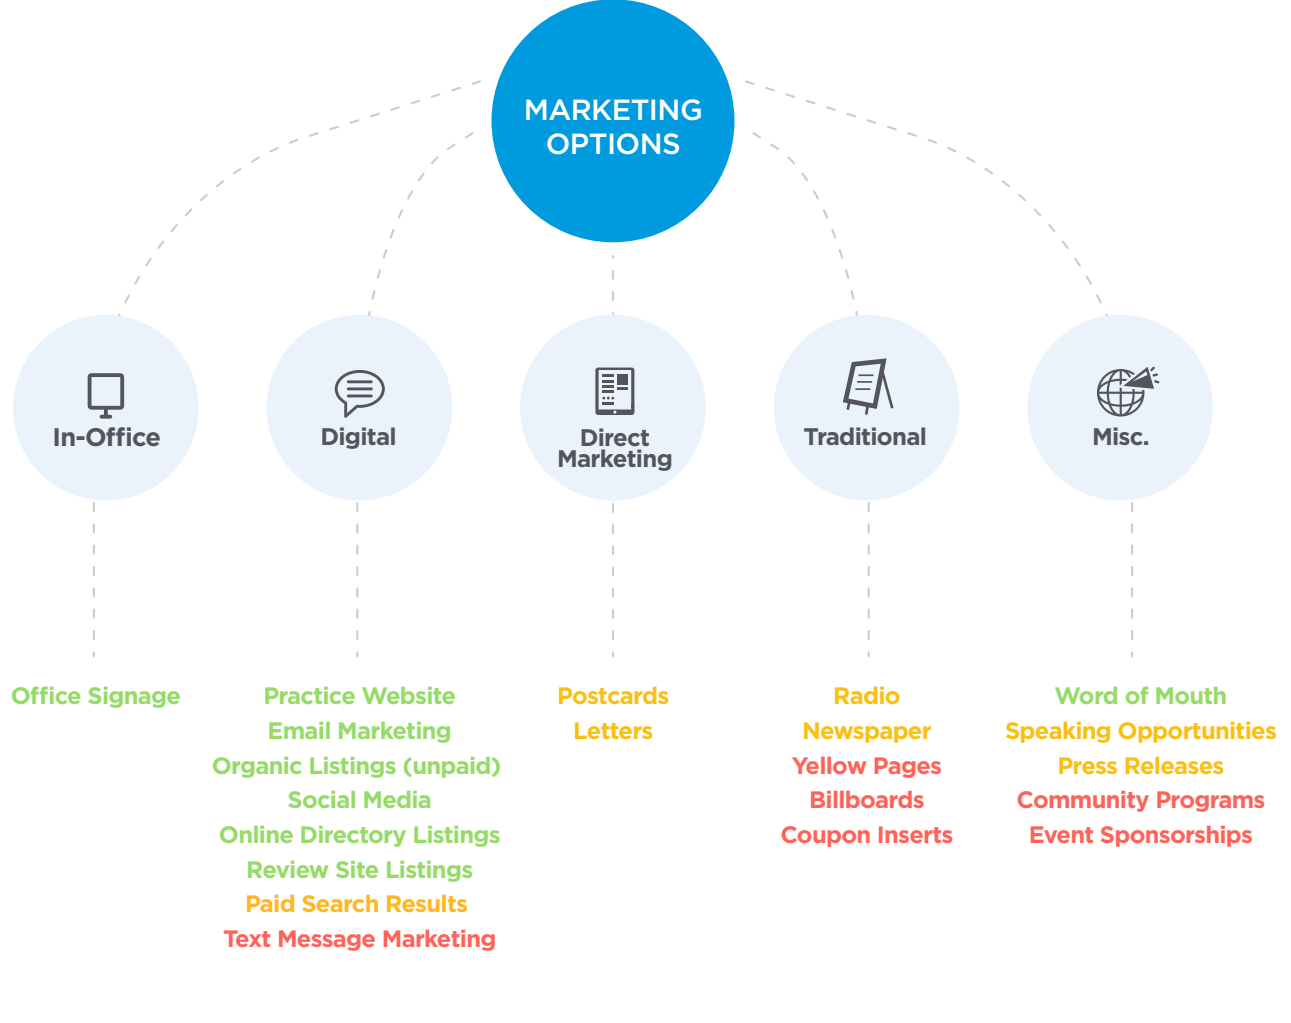 MARKETING
OPTIONS
In-Office
Digital
Direct
Marketing
Traditional
Misc.
Office Signage
Practice Website
Email Marketing
Organic Listings (unpaid)
Social Media
Online Directory Listings
Review Site Listings
Paid Search Results
Text Message Marketing
Postcards
Letters
Radio
Newspaper
Yellow Pages
Billboards
Coupon Inserts
Word of Mouth
Speaking Opportunities
Press Releases
Community Programs
Event Sponsorships